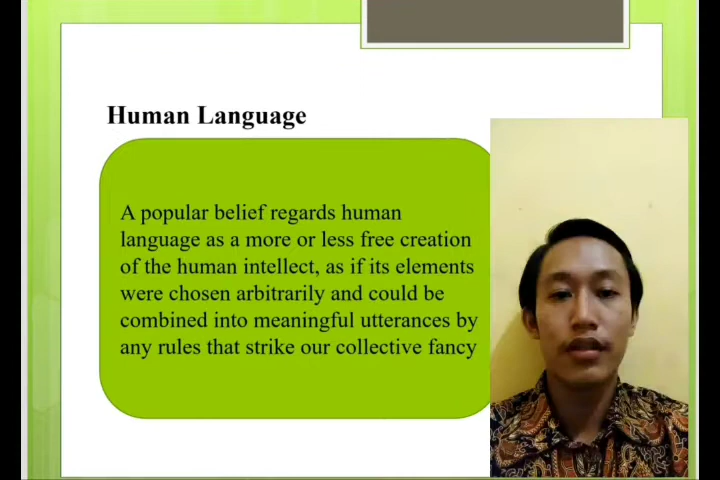 Human Language
A popular belief regards human
language as a more or less free creation
of the human intellect, as if its elements
were chosen arbitrarily and could be
combined into meaningful utterances by
any rules that strike our collective fancy